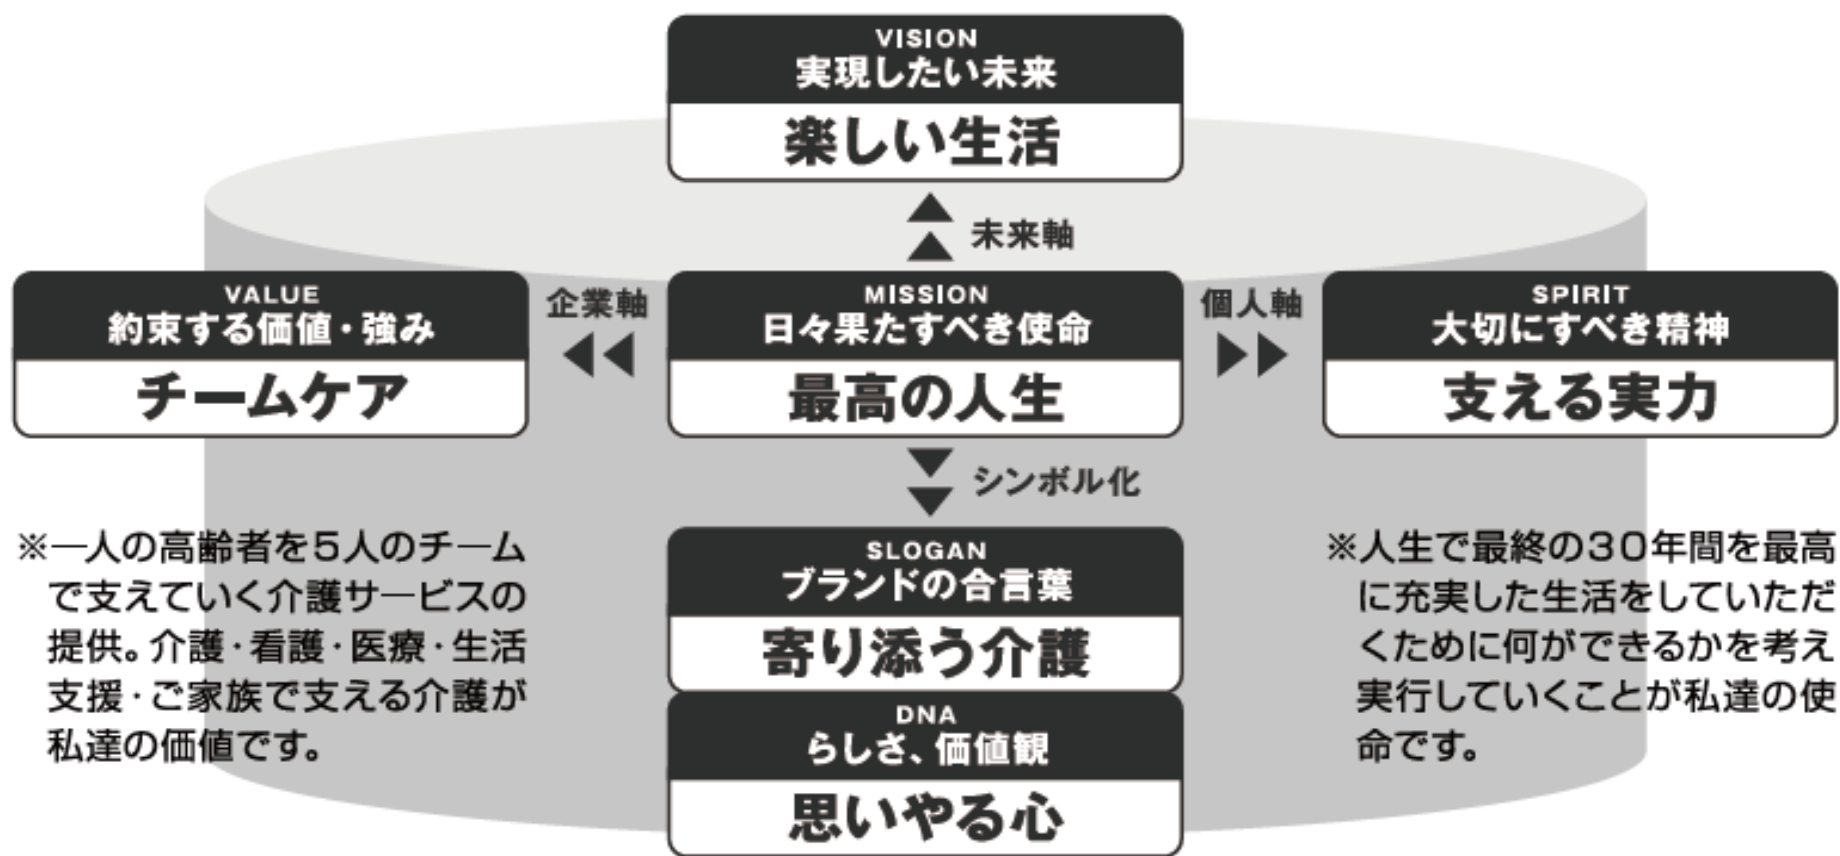 VISION
実現したい未来
楽しい生活
未来軸
VALUE
約束する価値・強み
チームケア
企業軸
MISSION
日々果たすべき使命
最高の人生
個人軸
SPIRIT
大切にすべき精神
支える実力
シンボル化
※一人の高齢者を5人のチーム
で支えていく介護サービスの
提供。介護・看護・医療・生活
支援・ご家族で支える介護が
私達の価値です。
SLOGAN
ブランドの合言葉
寄り添う介護
DNA
らしさ、価値観
思いやる心
※人生で最終の30年間を最高
に充実した生活をしていただ
くために何ができるかを考え
実行していくことが私達の使
命です。